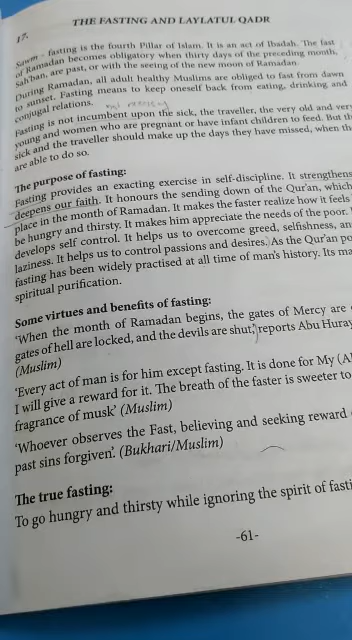 17.
THE FASTING AND LAYLATUL QADR
Sawm - fasting is the fourth Pillar of Islam. It is an act of Ibadah. The fast
of Ramadan becomes obligatory when thirty days of the preceding month,
Sah'ban, are past, or with the seeing of the new moon of Ramadan.
During Ramadan, all adult healthy Muslims are obliged to fast from dawn
to sunset. Fasting means to keep oneself back from eating, drinking and
conjugal relations.
Fasting is not incumbent upon the sick, the traveller, the very old and very
young and women who are pregnant or have infant children to feed. But the
sick and the traveller should make up the days they have missed, when th
are able to do so.
The purpose of fasting:
Fasting provides an exacting exercise in self-discipline. It strengthens
deepens our faith. It honours the sending down of the Qur'an, which
place in the month of Ramadan. It makes the faster realize how it feels
be hungry and thirsty. It makes him appreciate the needs of the poor.
develops self control. It helps us to overcome greed, selfishness, an
laziness. It helps us to control passions and desires. As the Qur'an po
fasting has been widely practised at all time of man's history. Its ma
spiritual purification.
Some virtues and benefits of fasting:
'When the month of Ramadan begins, the gates of Mercy are
gates of hell are locked, and the devils are shut,' reports Abu Huray
(Muslim)
'Every act of man is for him except fasting. It is done for My (A
I will give a reward for it. The breath of the faster is sweeter to
fragrance of musk' (Muslim)
'Whoever observes the Fast, believing and seeking reward
past sins forgiven'. (Bukhari/Muslim)
The true fasting:
To go hungry and thirsty while ignoring the spirit of fasti
-61-